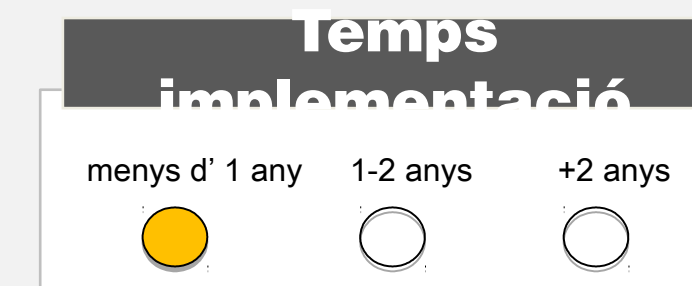 Temps
implementació
menys d’ 1 any 1-2 anys +2 anys